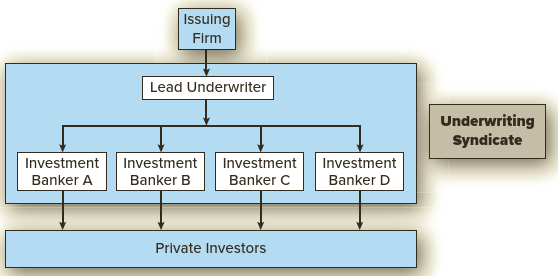 Issuing
Firm
Lead Underwriter
Underwriting
Syndicate
Investment
Banker A
Investment
Banker B
Investment
Banker C
Investment
Banker D
Private Investors